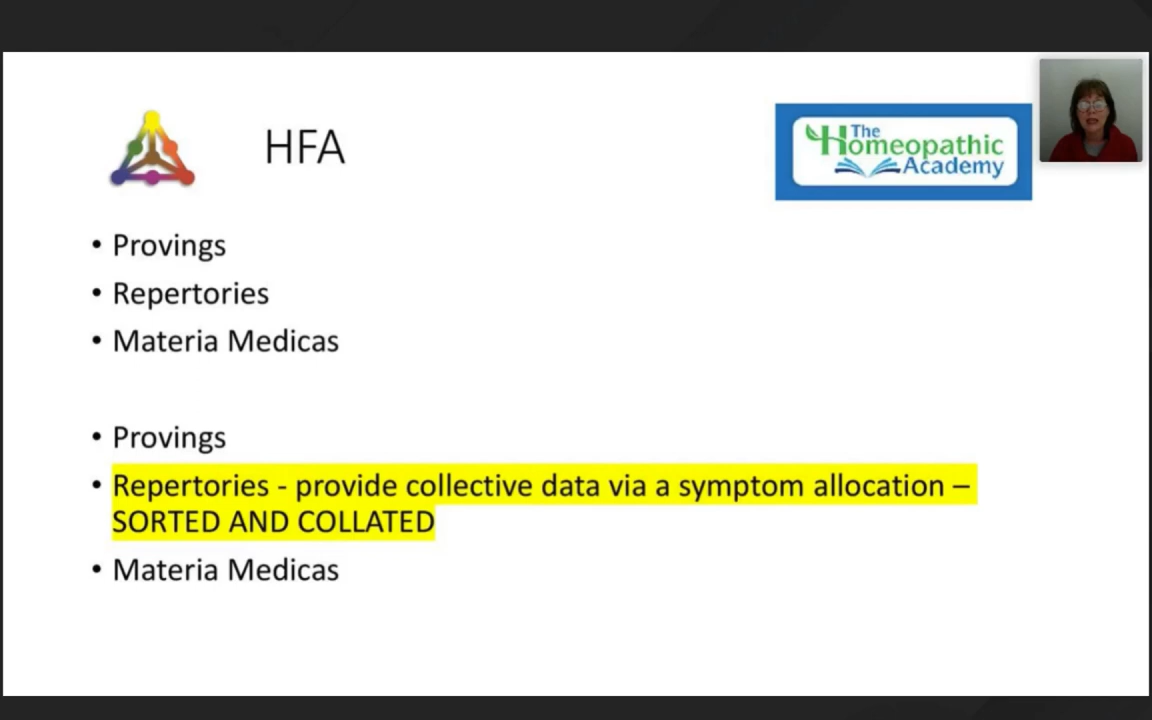 HFA
The
Homeopathic
Academy
• Provings
• Repertories
• Materia Medicas
• Provings
• Repertories - provide collective data via a symptom allocation –
SORTED AND COLLATED
• Materia Medicas